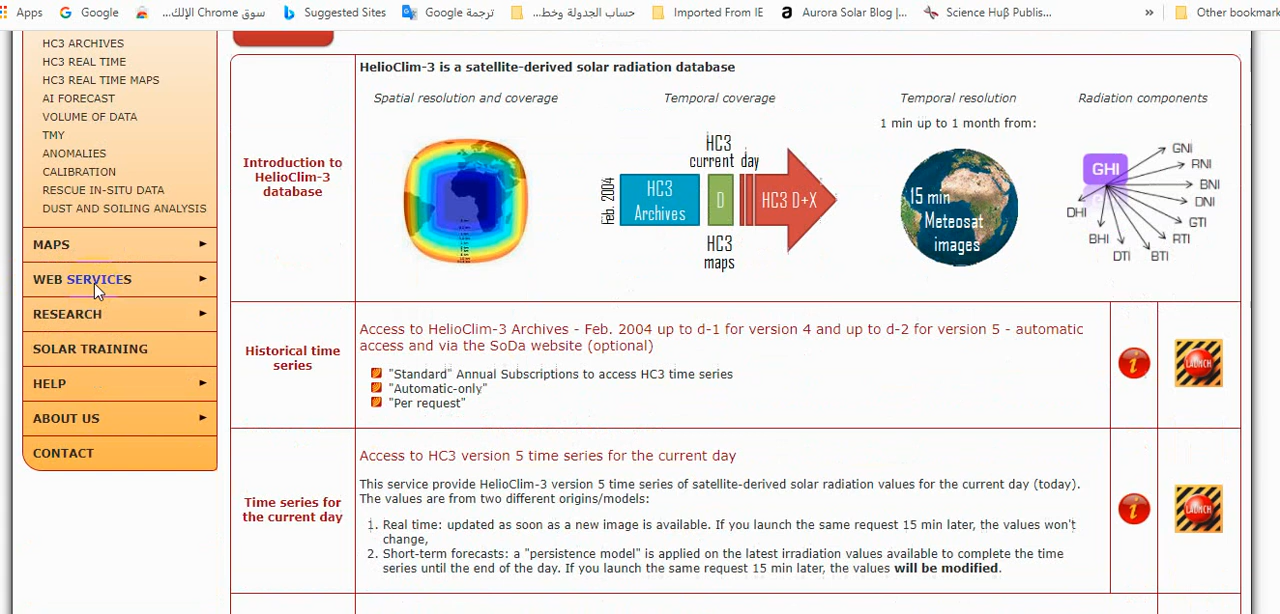 Apps
Google
سوق Chrome الإلك...
Suggested Sites
ترجمة Google
حساب الجدولة وخط...
Imported From IE
Aurora Solar Blog |...
Science Huβ Publis...
»
Other bookmark
HC3 ARCHIVES
HC3 REAL TIME
HC3 REAL TIME MAPS
AI FORECAST
VOLUME OF DATA
TMY
ANOMALIES
CALIBRATION
RESCUE IN-SITU DATA
DUST AND SOILING ANALYSIS
MAPS
WEB SERVICES
RESEARCH
SOLAR TRAINING
HELP
ABOUT US
CONTACT
Introduction to
HelioClim-3
database
HelioClim-3 is a satellite-derived solar radiation database
Spatial resolution and coverage
Temporal coverage
Temporal resolution
Radiation components
1 min up to 1 month from:
Feb. 2004
HC3
Archives
HC3
current day
D
HC3 D+X
HC3
maps
15 min
Meteosat
images
GHI
GNI
RNI
BNI
DNI
GTI
RTI
BTI
DTI
BHI
DHI
Historical time
series
Access to HelioClim-3 Archives - Feb. 2004 up to d-1 for version 4 and up to d-2 for version 5 - automatic
access and via the SoDa website (optional)
"Standard" Annual Subscriptions to access HC3 time series
"Automatic-only"
"Per request"
i
LAUNCH
Time series for
the current day
Access to HC3 version 5 time series for the current day
This service provide HelioClim-3 version 5 time series of satellite-derived solar radiation values for the current day (today).
The values are from two different origins/models:
1. Real time: updated as soon as a new image is available. If you launch the same request 15 min later, the values won't
change,
2. Short-term forecasts: a "persistence model" is applied on the latest irradiation values available to complete the time
series until the end of the day. If you launch the same request 15 min later, the values will be modified.
i
LAUNCH